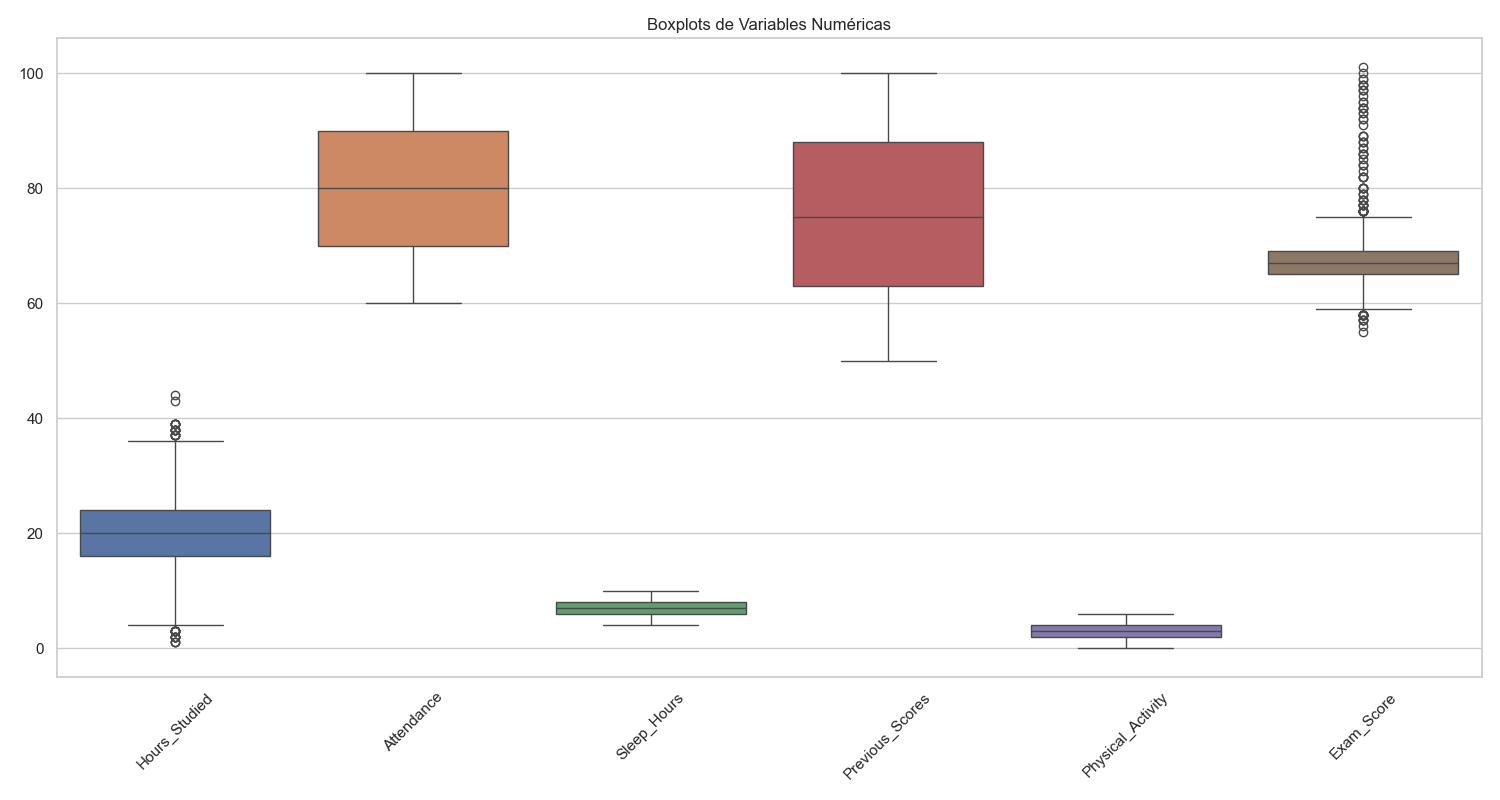 Boxplots de Variables Numéricas
100
80
60
40
20
0
Hours_Studied
Attendance
Sleep_Hours
Previous_Scores
Physical_Activity
Exam_Score